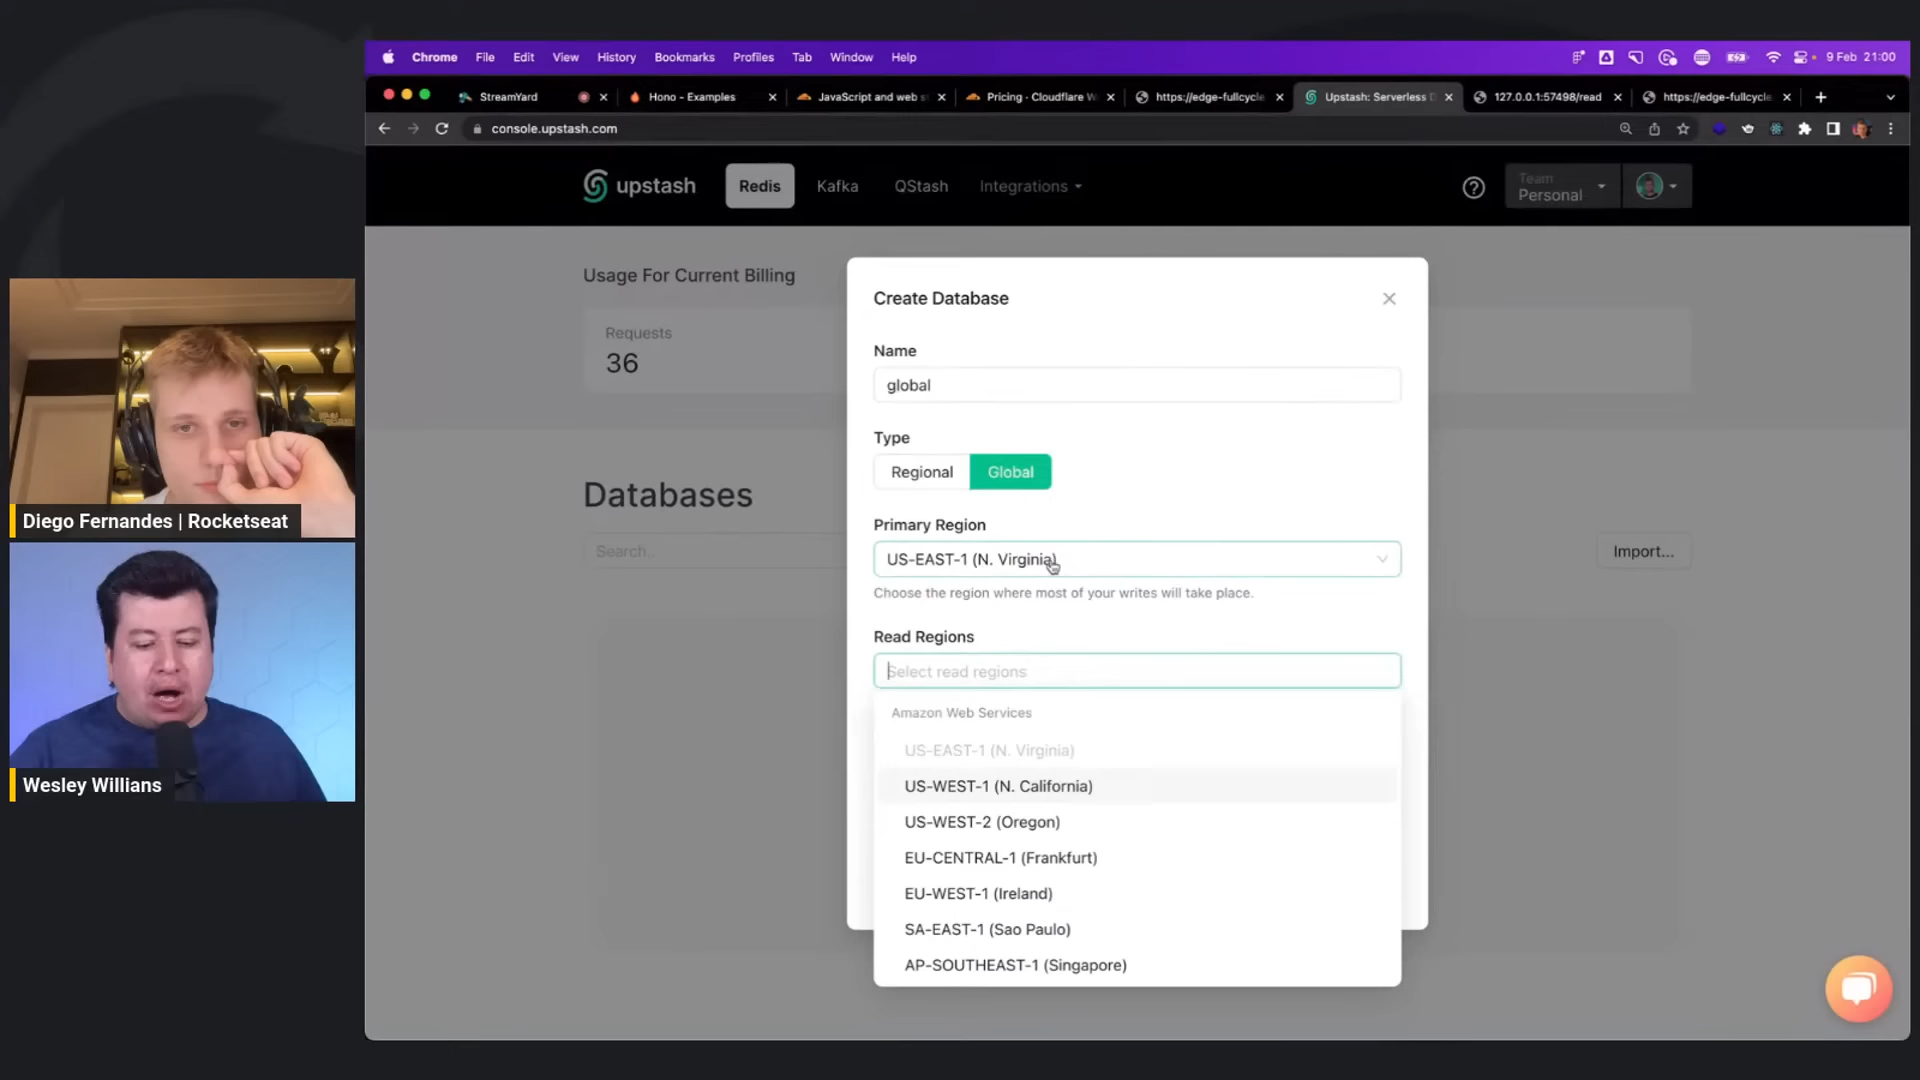 Chrome File Edit View History Bookmarks Profiles Tab Window Help
9 Feb 21:00
StreamYard
Hono - Examples
JavaScript and web s
Pricing · Cloudflare W
https://edge-fullcycle
Upstash: Serverless D
127.0.0.1:57498/read
https://edge-fullcycle
console.upstash.com
upstash
Redis
Kafka
QStash
Integrations
Team
Personal
Usage For Current Billing
Requests
36
Databases
Search..
Import...
Create Database
Name
global
Type
Regional
Global
Primary Region
US-EAST-1 (N. Virginia)
Choose the region where most of your writes will take place.
Read Regions
Select read regions
Amazon Web Services
US-EAST-1 (N. Virginia)
US-WEST-1 (N. California)
US-WEST-2 (Oregon)
EU-CENTRAL-1 (Frankfurt)
EU-WEST-1 (Ireland)
SA-EAST-1 (Sao Paulo)
AP-SOUTHEAST-1 (Singapore)
Diego Fernandes | Rocketseat
Wesley Willians